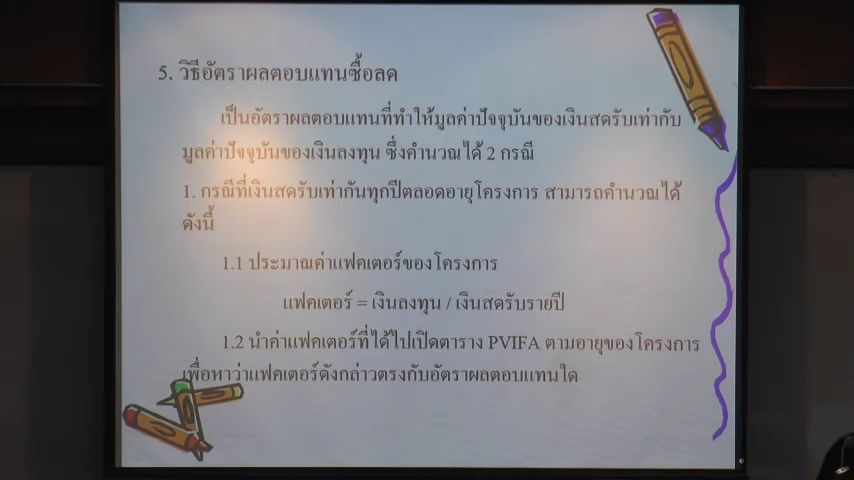 5. วิธีอัตราผลตอบแทนซื้อลด
เป็นอัตราผลตอบแทนที่ทำให้มูลค่าปัจจุบันของเงินสดรับเท่ากับ
มูลค่าปัจจุบันของเงินลงทุน ซึ่งคำนวณได้ 2 กรณี
1. กรณีที่เงินสดรับเท่ากันทุกปีตลอดอายุโครงการ สามารถคำนวณได้
ดังนี้
1.1 ประมาณค่าแฟคเตอร์ของโครงการ
แฟคเตอร์ = เงินลงทุน / เงินสดรับรายปี
1.2 นำค่าแฟคเตอร์ที่ได้ไปเปิดตาราง PVIFA ตามอายุของโครงการ
เพื่อหาว่าแฟคเตอร์ดังกล่าวตรงกับอัตราผลตอบแทนใด